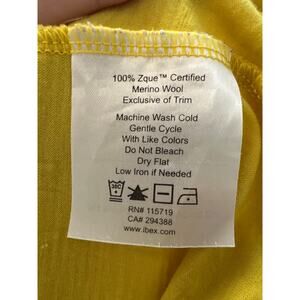 100% Zque™ Certified
Merino Wool
Exclusive of Trim
Machine Wash Cold
Gentle Cycle
With Like Colors
Do Not Bleach
Dry Flat
Low Iron if Needed
RN# 115719
CA# 294388
www.ibex.com